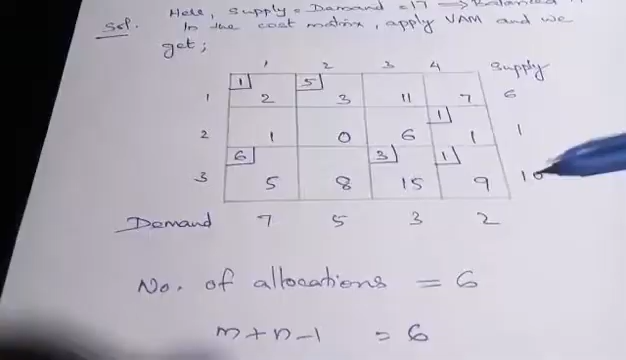 Here, Supply = Demand = 17 ⟹ Balanced
Sol. In the cost matrix, apply VAM and we
get;
1 2 3 4 Supply
1 5
1 2 3 11 7 6
1
2 1 0 6 1 1
6 3 1
3 5 8 15 9 10
Demand 7 5 3 2
No. of allocations = 6
m+n-1 = 6